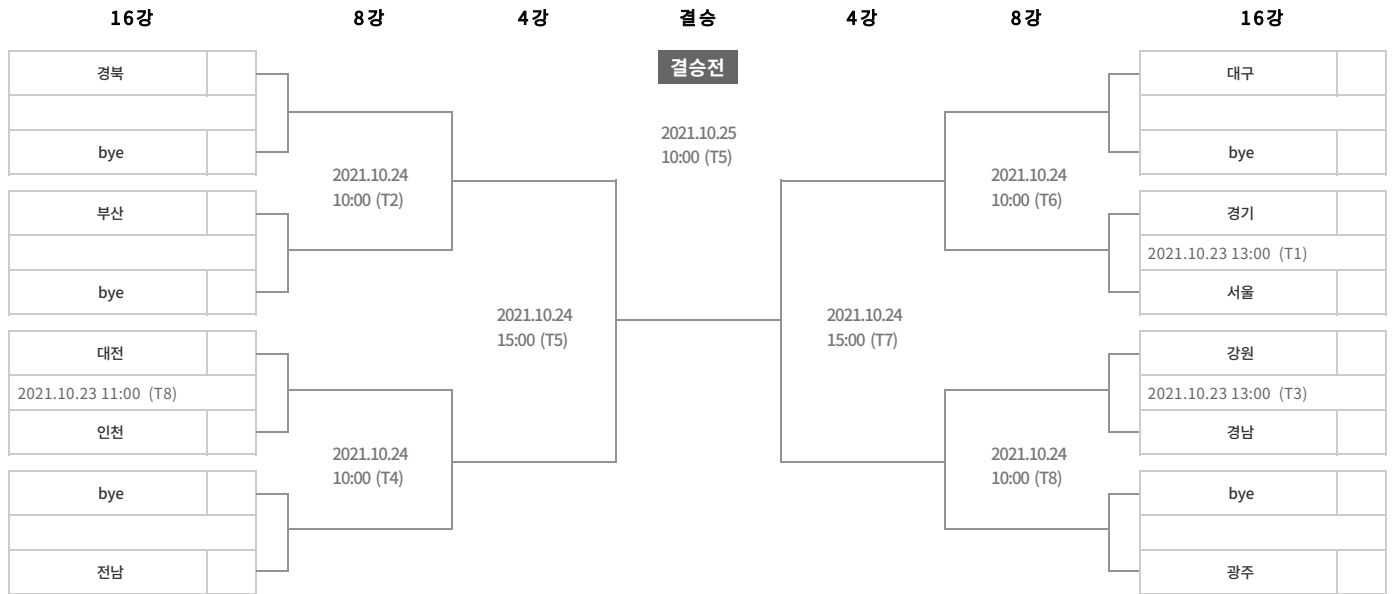 16강 8강 4강 결승 4강 8강 16강
결승전
경북
bye
부산
bye
대전
2021.10.23 11:00 (T8)
인천
bye
전남
2021.10.24
10:00 (T2)
2021.10.24
10:00 (T4)
2021.10.24
15:00 (T5)
2021.10.25
10:00 (T5)
2021.10.24
15:00 (T7)
2021.10.24
10:00 (T6)
2021.10.24
10:00 (T8)
대구
bye
경기
2021.10.23 13:00 (T1)
서울
강원
2021.10.23 13:00 (T3)
경남
bye
광주